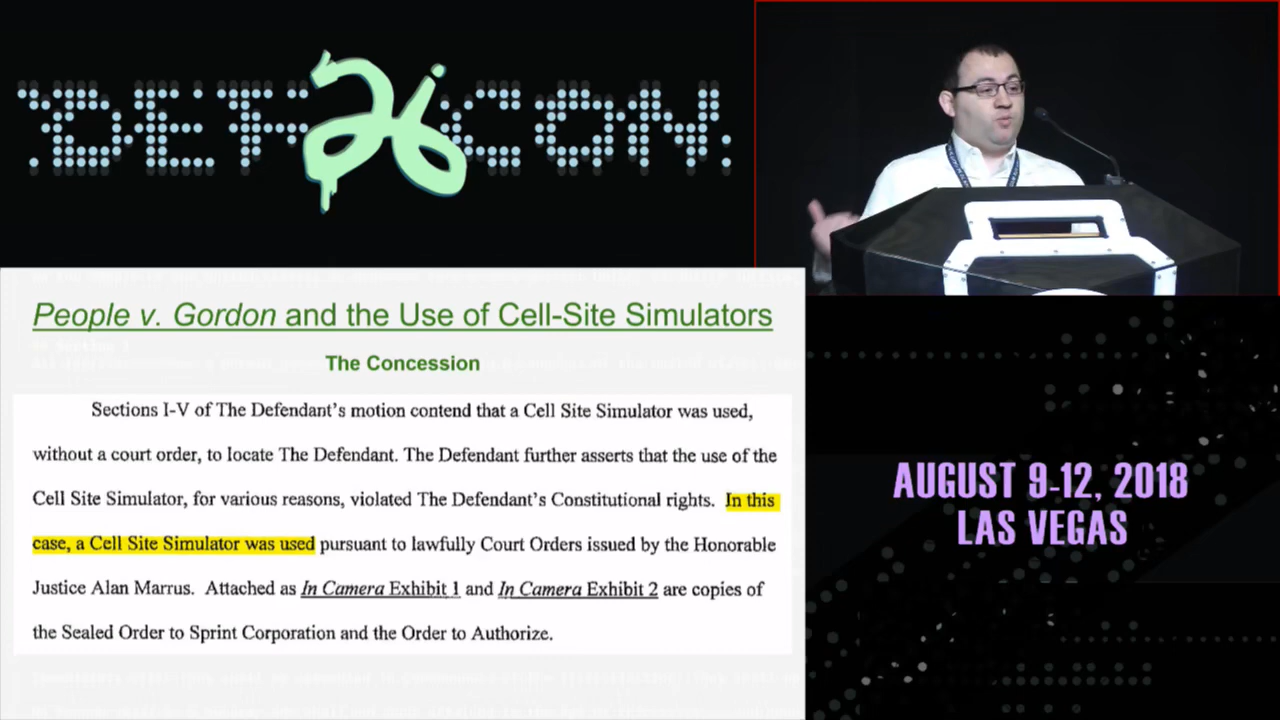 DEF 26 CON
People v. Gordon and the Use of Cell-Site Simulators
The Concession
Sections I-V of The Defendant's motion contend that a Cell Site Simulator was used,
without a court order, to locate The Defendant. The Defendant further asserts that the use of the
Cell Site Simulator, for various reasons, violated The Defendant's Constitutional rights. In this
case, a Cell Site Simulator was used pursuant to lawfully Court Orders issued by the Honorable
Justice Alan Marrus. Attached as In Camera Exhibit 1 and In Camera Exhibit 2 are copies of
the Sealed Order to Sprint Corporation and the Order to Authorize.
AUGUST 9-12, 2018
LAS VEGAS